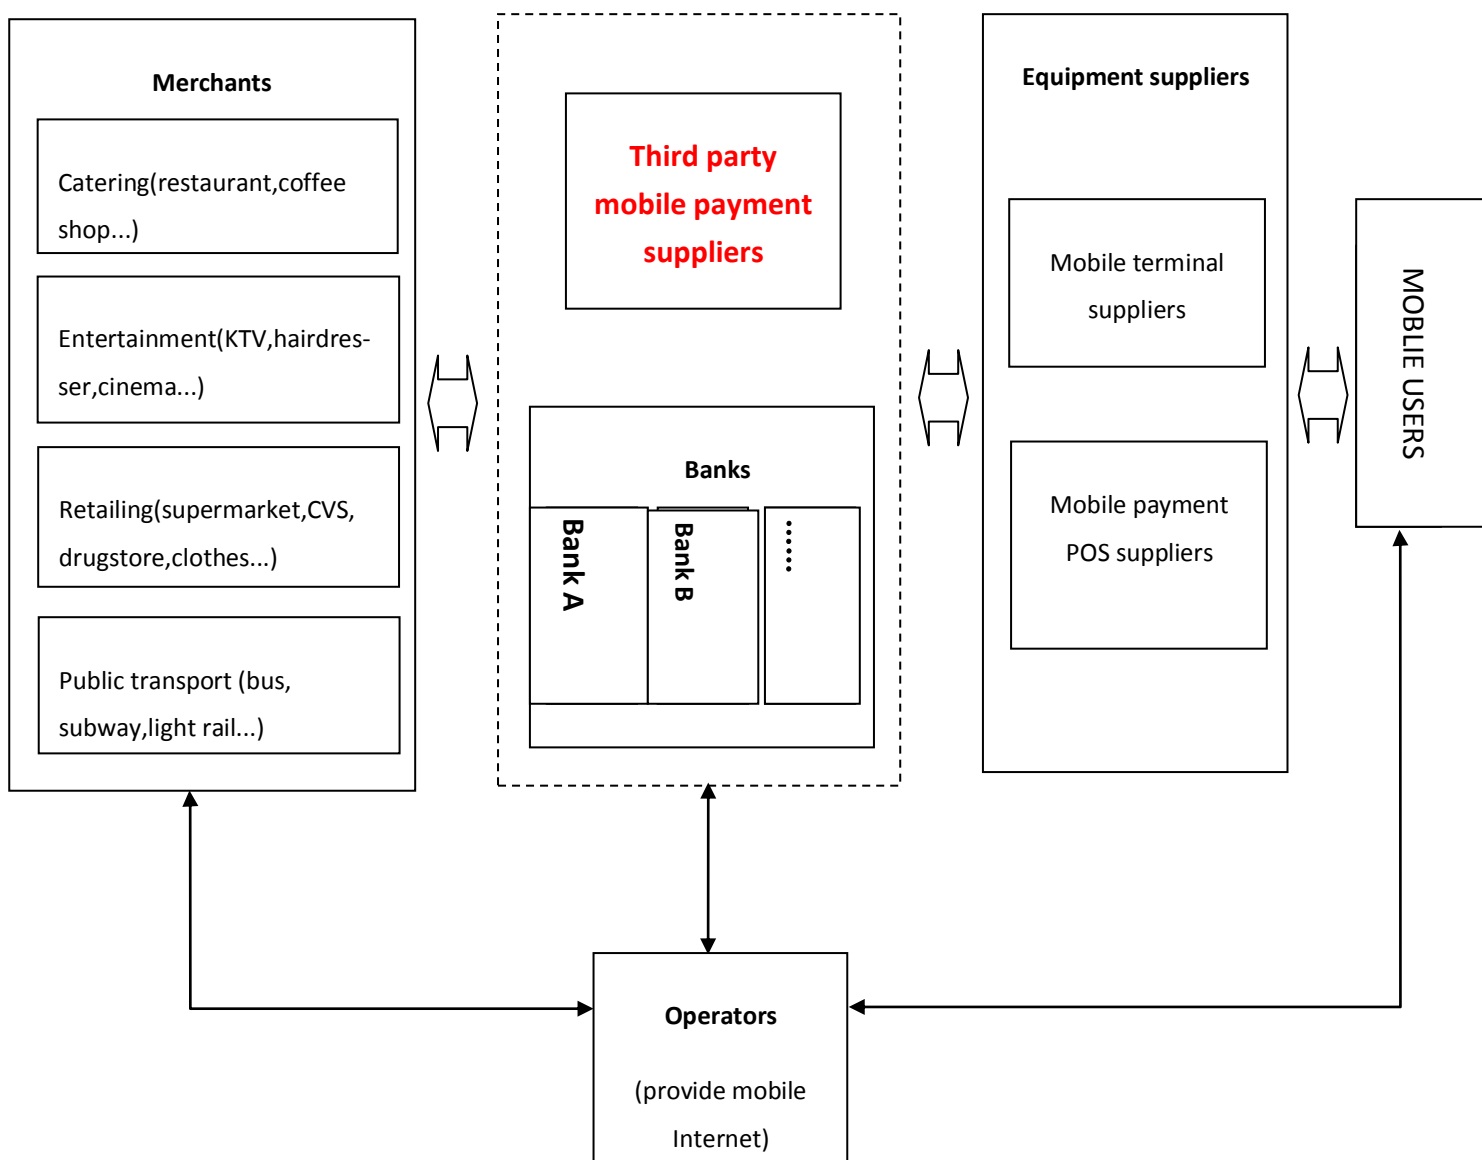 Merchants
Catering(restaurant,coffee
shop...)
Entertainment(KTV,hairdres-
ser,cinema...)
Retailing(supermarket,CVS,
drugstore,clothes...)
Public transport (bus,
subway,light rail...)
Third party
mobile payment
suppliers
Banks
Bank A
Bank B
......
Equipment suppliers
Mobile terminal
suppliers
Mobile payment
POS suppliers
MOBLIE USERS
Operators
(provide mobile
Internet)